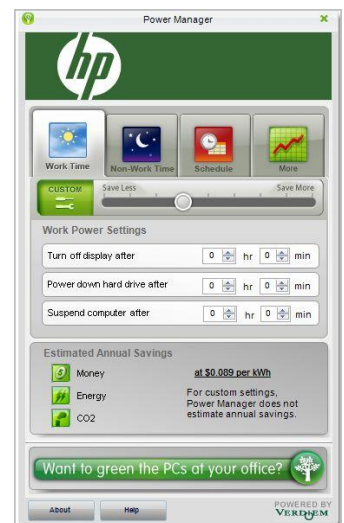 Power Manager
hp
Work Time
Non-Work Time
Schedule
More
CUSTOM
Save Less
Save More
Work Power Settings
Turn off display after 0 hr 0 min
Power down hard drive after 0 hr 0 min
Suspend computer after 0 hr 0 min
Estimated Annual Savings
$ Money
at $0.089 per kWh
Energy
For custom settings,
Power Manager does not
estimate annual savings.
CO2
Want to green the PCs at your office?
About
Help
POWERED BY
VERDIEM